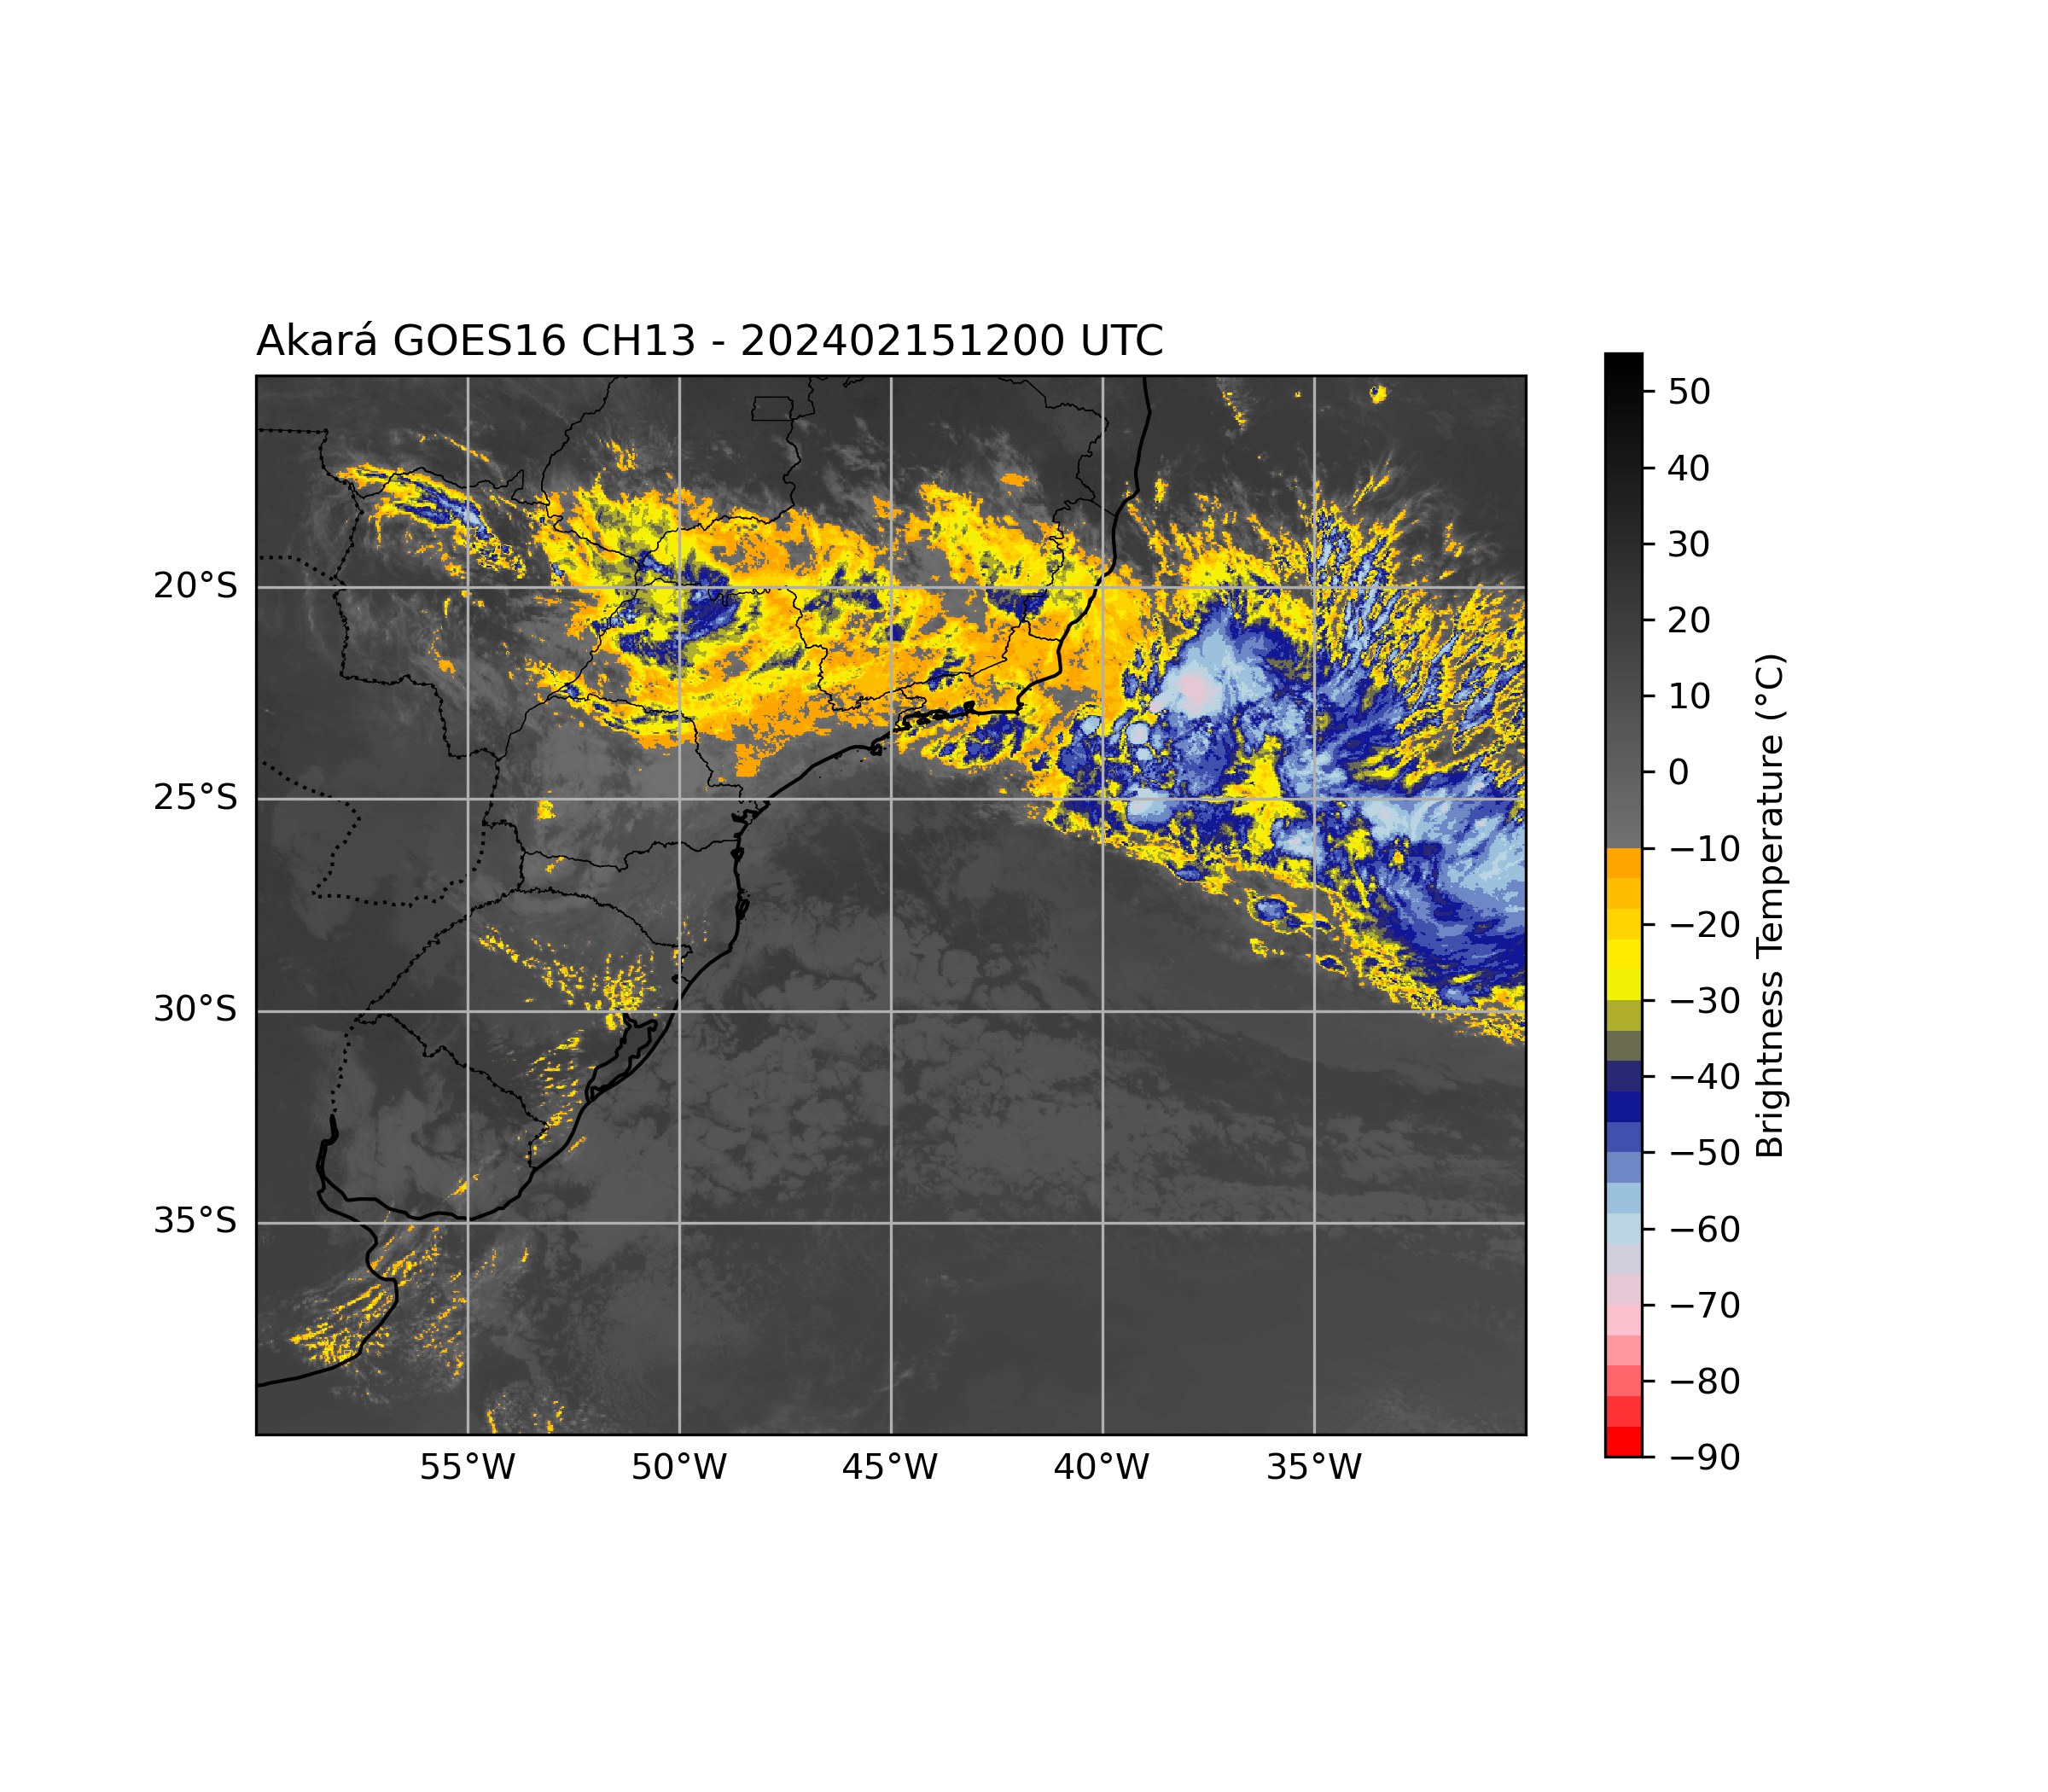 Akará GOES16 CH13 - 202402151200 UTC
20°S
25°S
30°S
35°S
55°W
50°W
45°W
40°W
35°W
50
40
30
20
10
0
−10
−20
−30
−40
−50
−60
−70
−80
−90
Brightness Temperature (°C)